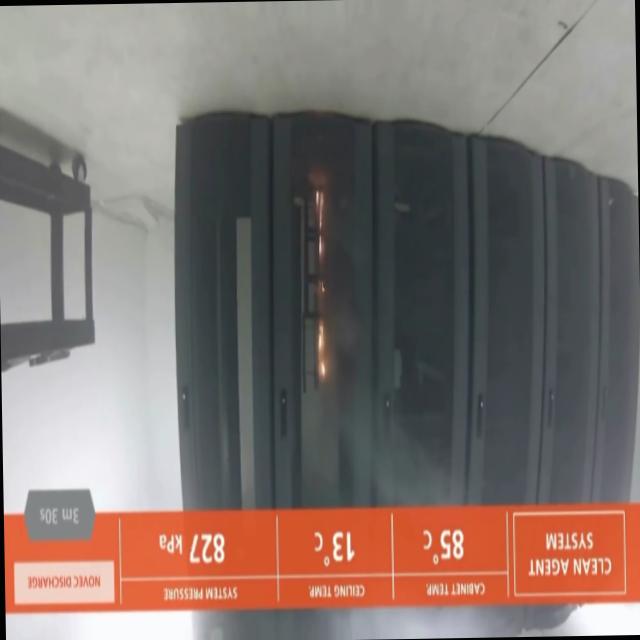 CLEAN AGENT
SYSTEM
CABINET TEMP.
85°C
CEILING TEMP.
13°C
SYSTEM PRESSURE
827 kPa
NOVEC DISCHARGE
3m 30s